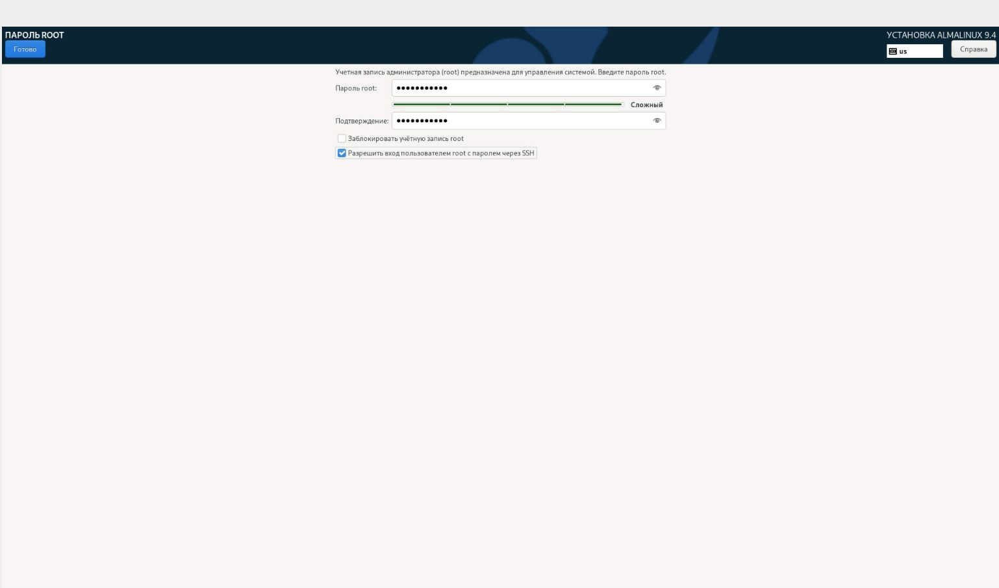 ПАРОЛЬ ROOT
УСТАНОВКА ALMALINUX 9.4
Готово
us
Справка
Учетная запись администратора (root) предназначена для управления системой. Введите пароль root.
Пароль root: ●●●●●●●●●●●
Сложный
Подтверждение: ●●●●●●●●●●●
Заблокировать учётную запись root
Разрешить вход пользователем root с паролем через SSH